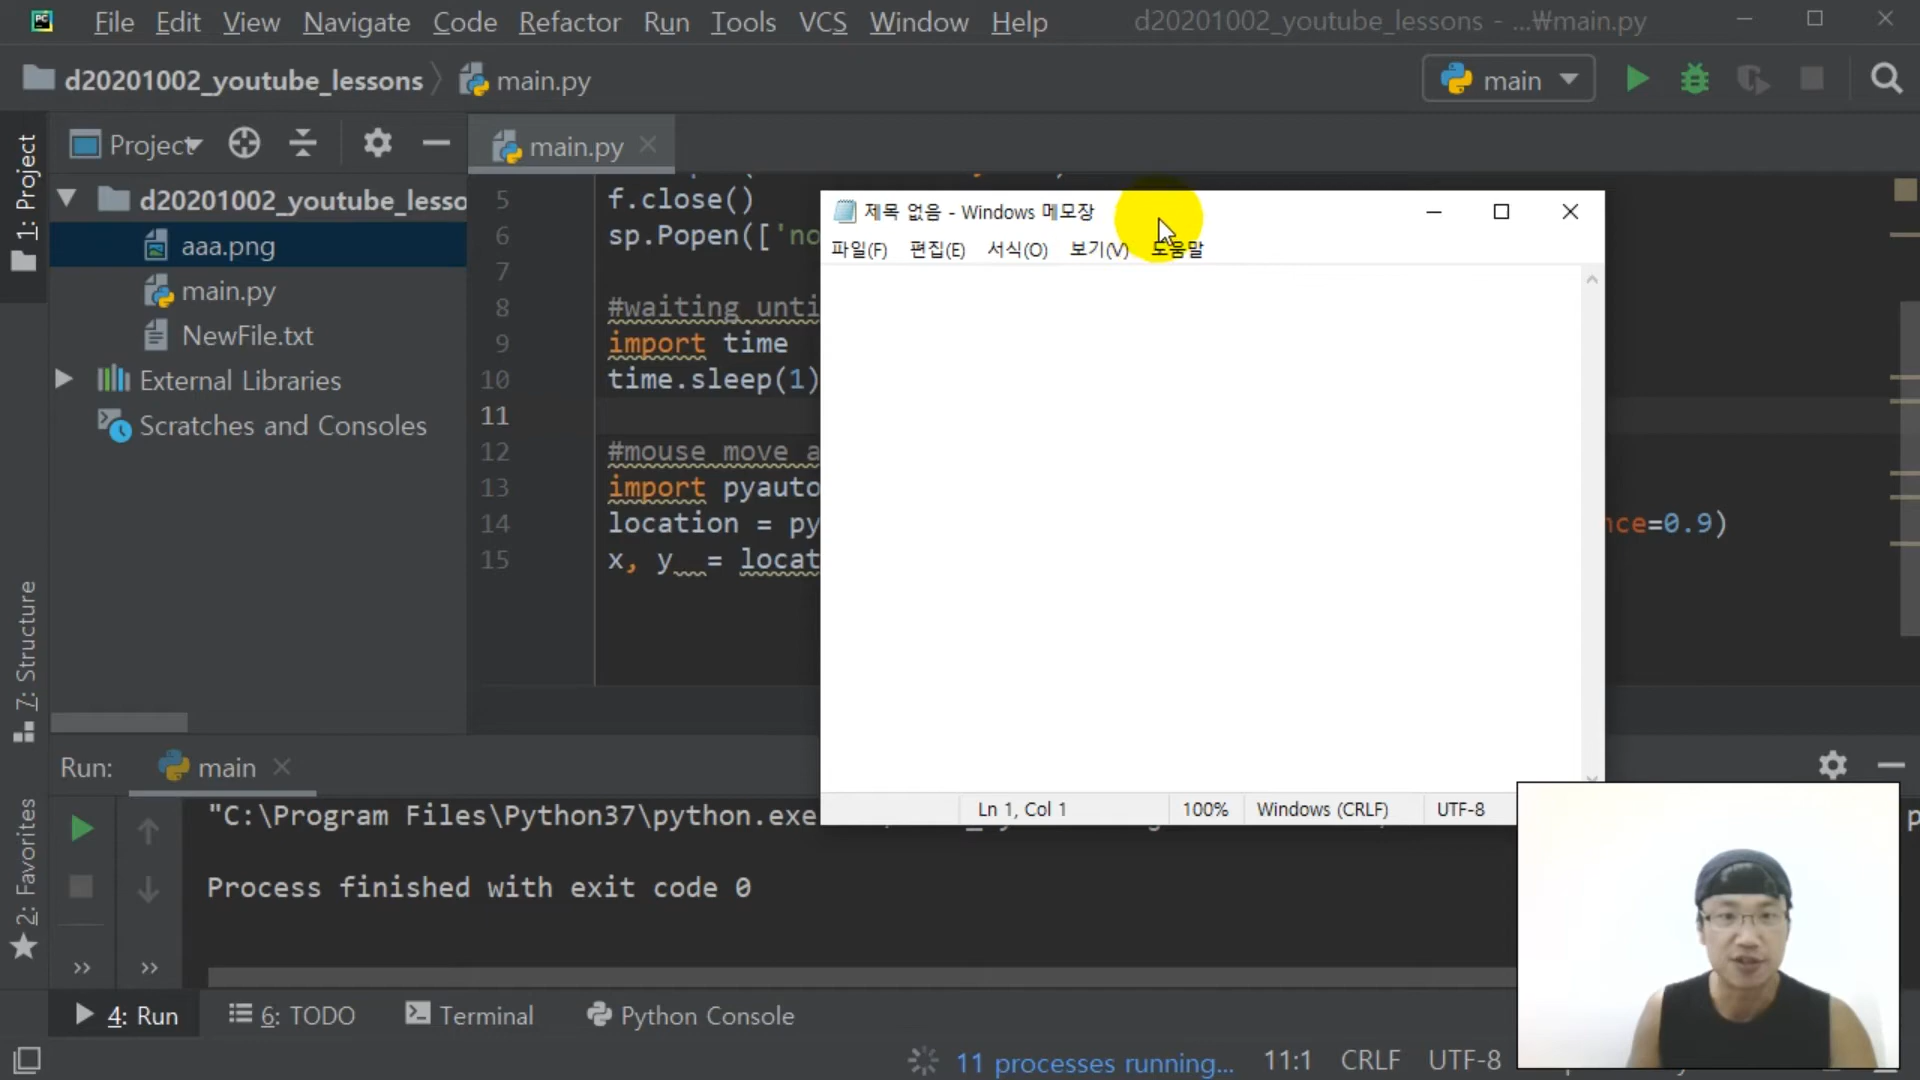 File Edit View Navigate Code Refactor Run Tools VCS Window Help d20201002_youtube_lessons - ...₩main.py
d20201002_youtube_lessons main.py main
1: Project
Project main.py
d20201002_youtube_lesso
aaa.png
main.py
NewFile.txt
External Libraries
Scratches and Consoles
5 f.close()
6 sp.Popen(['no
7
8 #waiting unti
9 import time
10 time.sleep(1)
11
12 #mouse move a
13 import pyauto
14 location = py nce=0.9)
15 x, y = locat
제목 없음 - Windows 메모장
파일(F) 편집(E) 서식(O) 보기(V) 도움말
Ln 1, Col 1 100% Windows (CRLF) UTF-8
7: Structure
2: Favorites
Run: main
"C:\Program Files\Python37\python.exe
Process finished with exit code 0
4: Run 6: TODO Terminal Python Console
11 processes running... 11:1 CRLF UTF-8